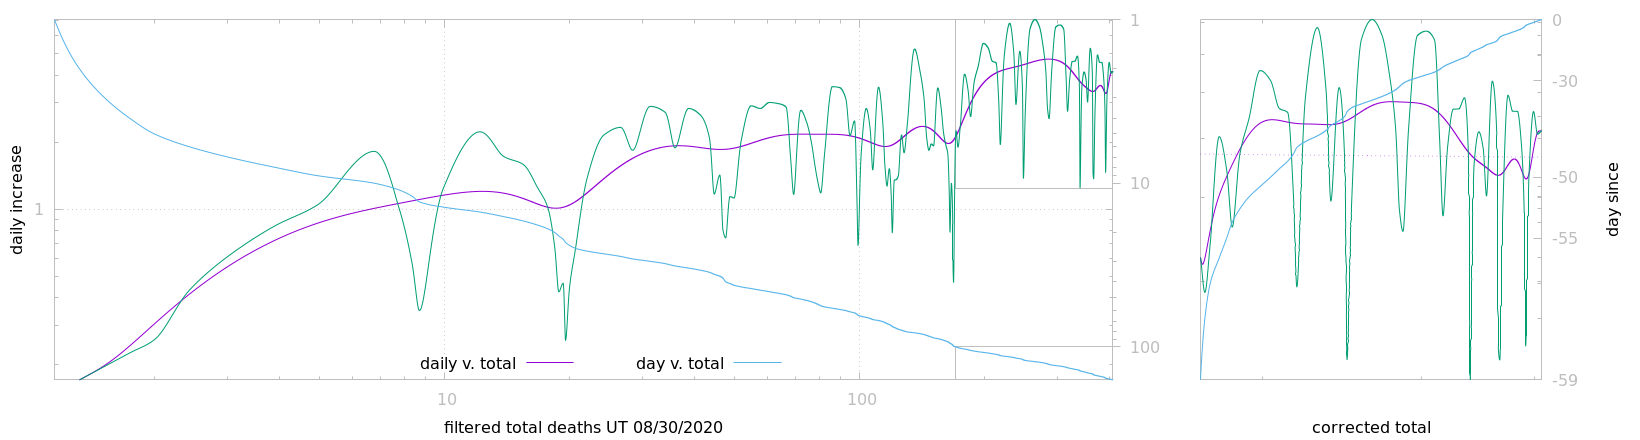 daily increase
1
daily v. total
day v. total
10
100
filtered total deaths UT 08/30/2020
1
10
100
0
-30
-50
-55
-59
day since
corrected total